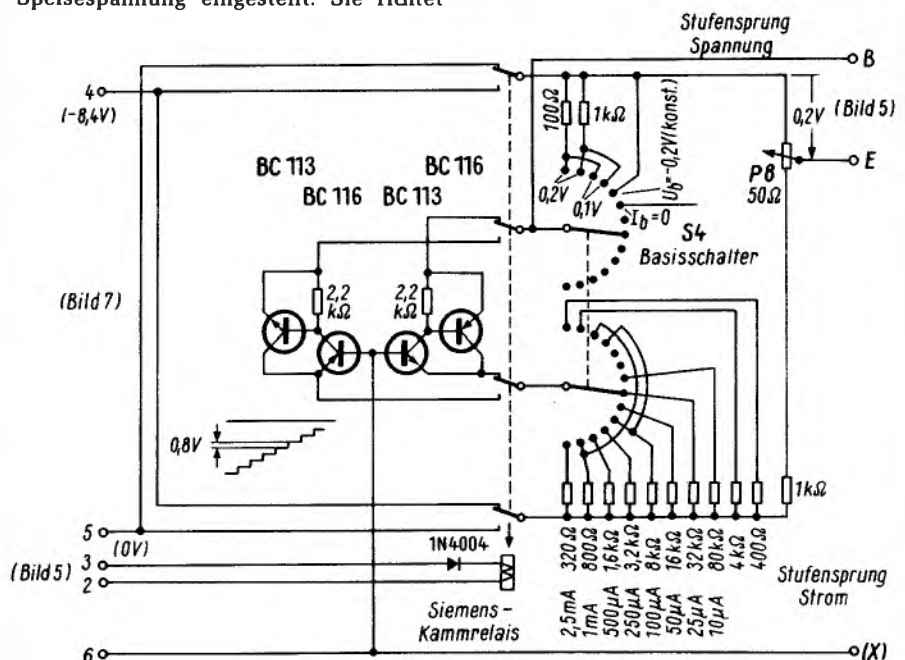 Speisespannung eingestellt. Sie richtet
Stufensprung
Spannung
B
4
(-8,4V)
100Ω
1kΩ
0,2V
(Bild 5)
U_b=-0,2V(konst.)
E
P8
50Ω
BC 113
BC 116
BC 116
BC 113
0,2V
0,1V
I_b=0
S4
Basisschalter
2,2
kΩ
2,2
kΩ
(Bild 7)
0,8V
1kΩ
5
(0V)
3
(Bild 5)
2
1N4004
Siemens-
Kammrelais
320Ω
800Ω
1,6kΩ
3,2kΩ
8kΩ
16kΩ
32kΩ
80kΩ
4kΩ
400Ω
2,5mA
1mA
500µA
250µA
100µA
50µA
25µA
10µA
Stufensprung
Strom
6
(X)